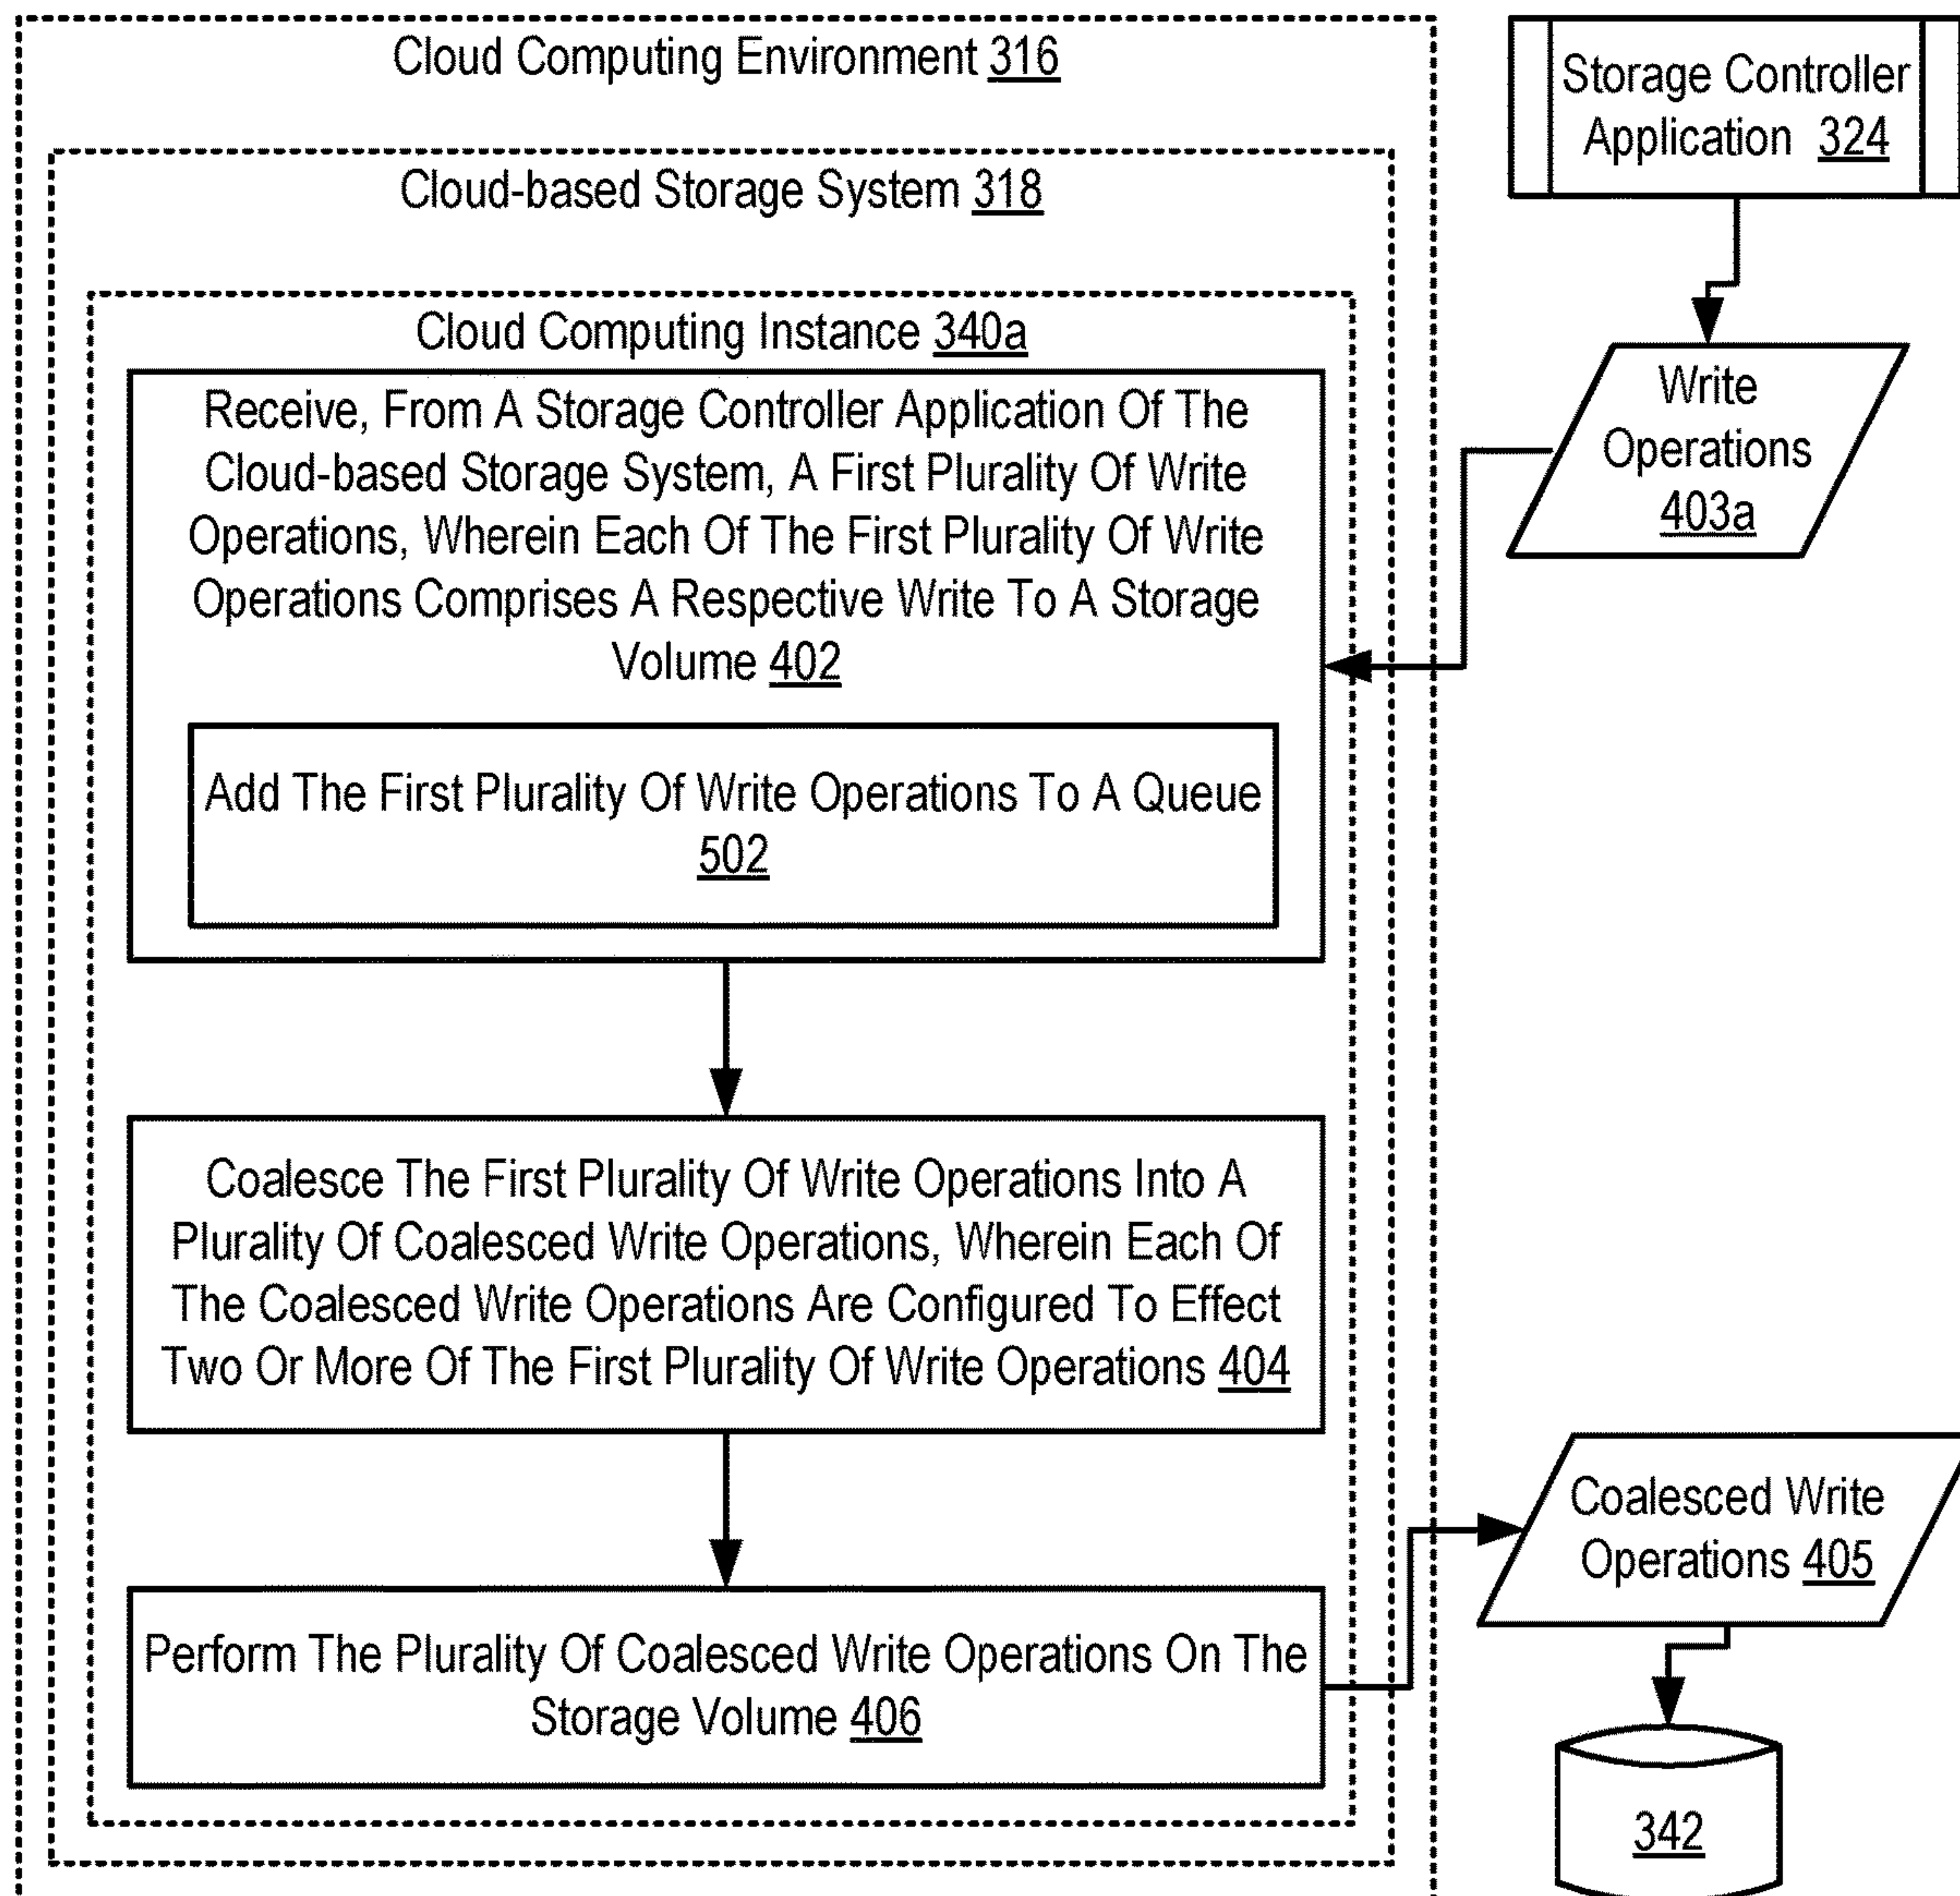 Cloud Computing Environment 316
Cloud-based Storage System 318
Cloud Computing Instance 340a
Receive, From A Storage Controller Application Of The
Cloud-based Storage System, A First Plurality Of Write
Operations, Wherein Each Of The First Plurality Of Write
Operations Comprises A Respective Write To A Storage
Volume 402
Add The First Plurality Of Write Operations To A Queue
502
Coalesce The First Plurality Of Write Operations Into A
Plurality Of Coalesced Write Operations, Wherein Each Of
The Coalesced Write Operations Are Configured To Effect
Two Or More Of The First Plurality Of Write Operations 404
Perform The Plurality Of Coalesced Write Operations On The
Storage Volume 406
Storage Controller
Application 324
Write
Operations
403a
Coalesced Write
Operations 405
342